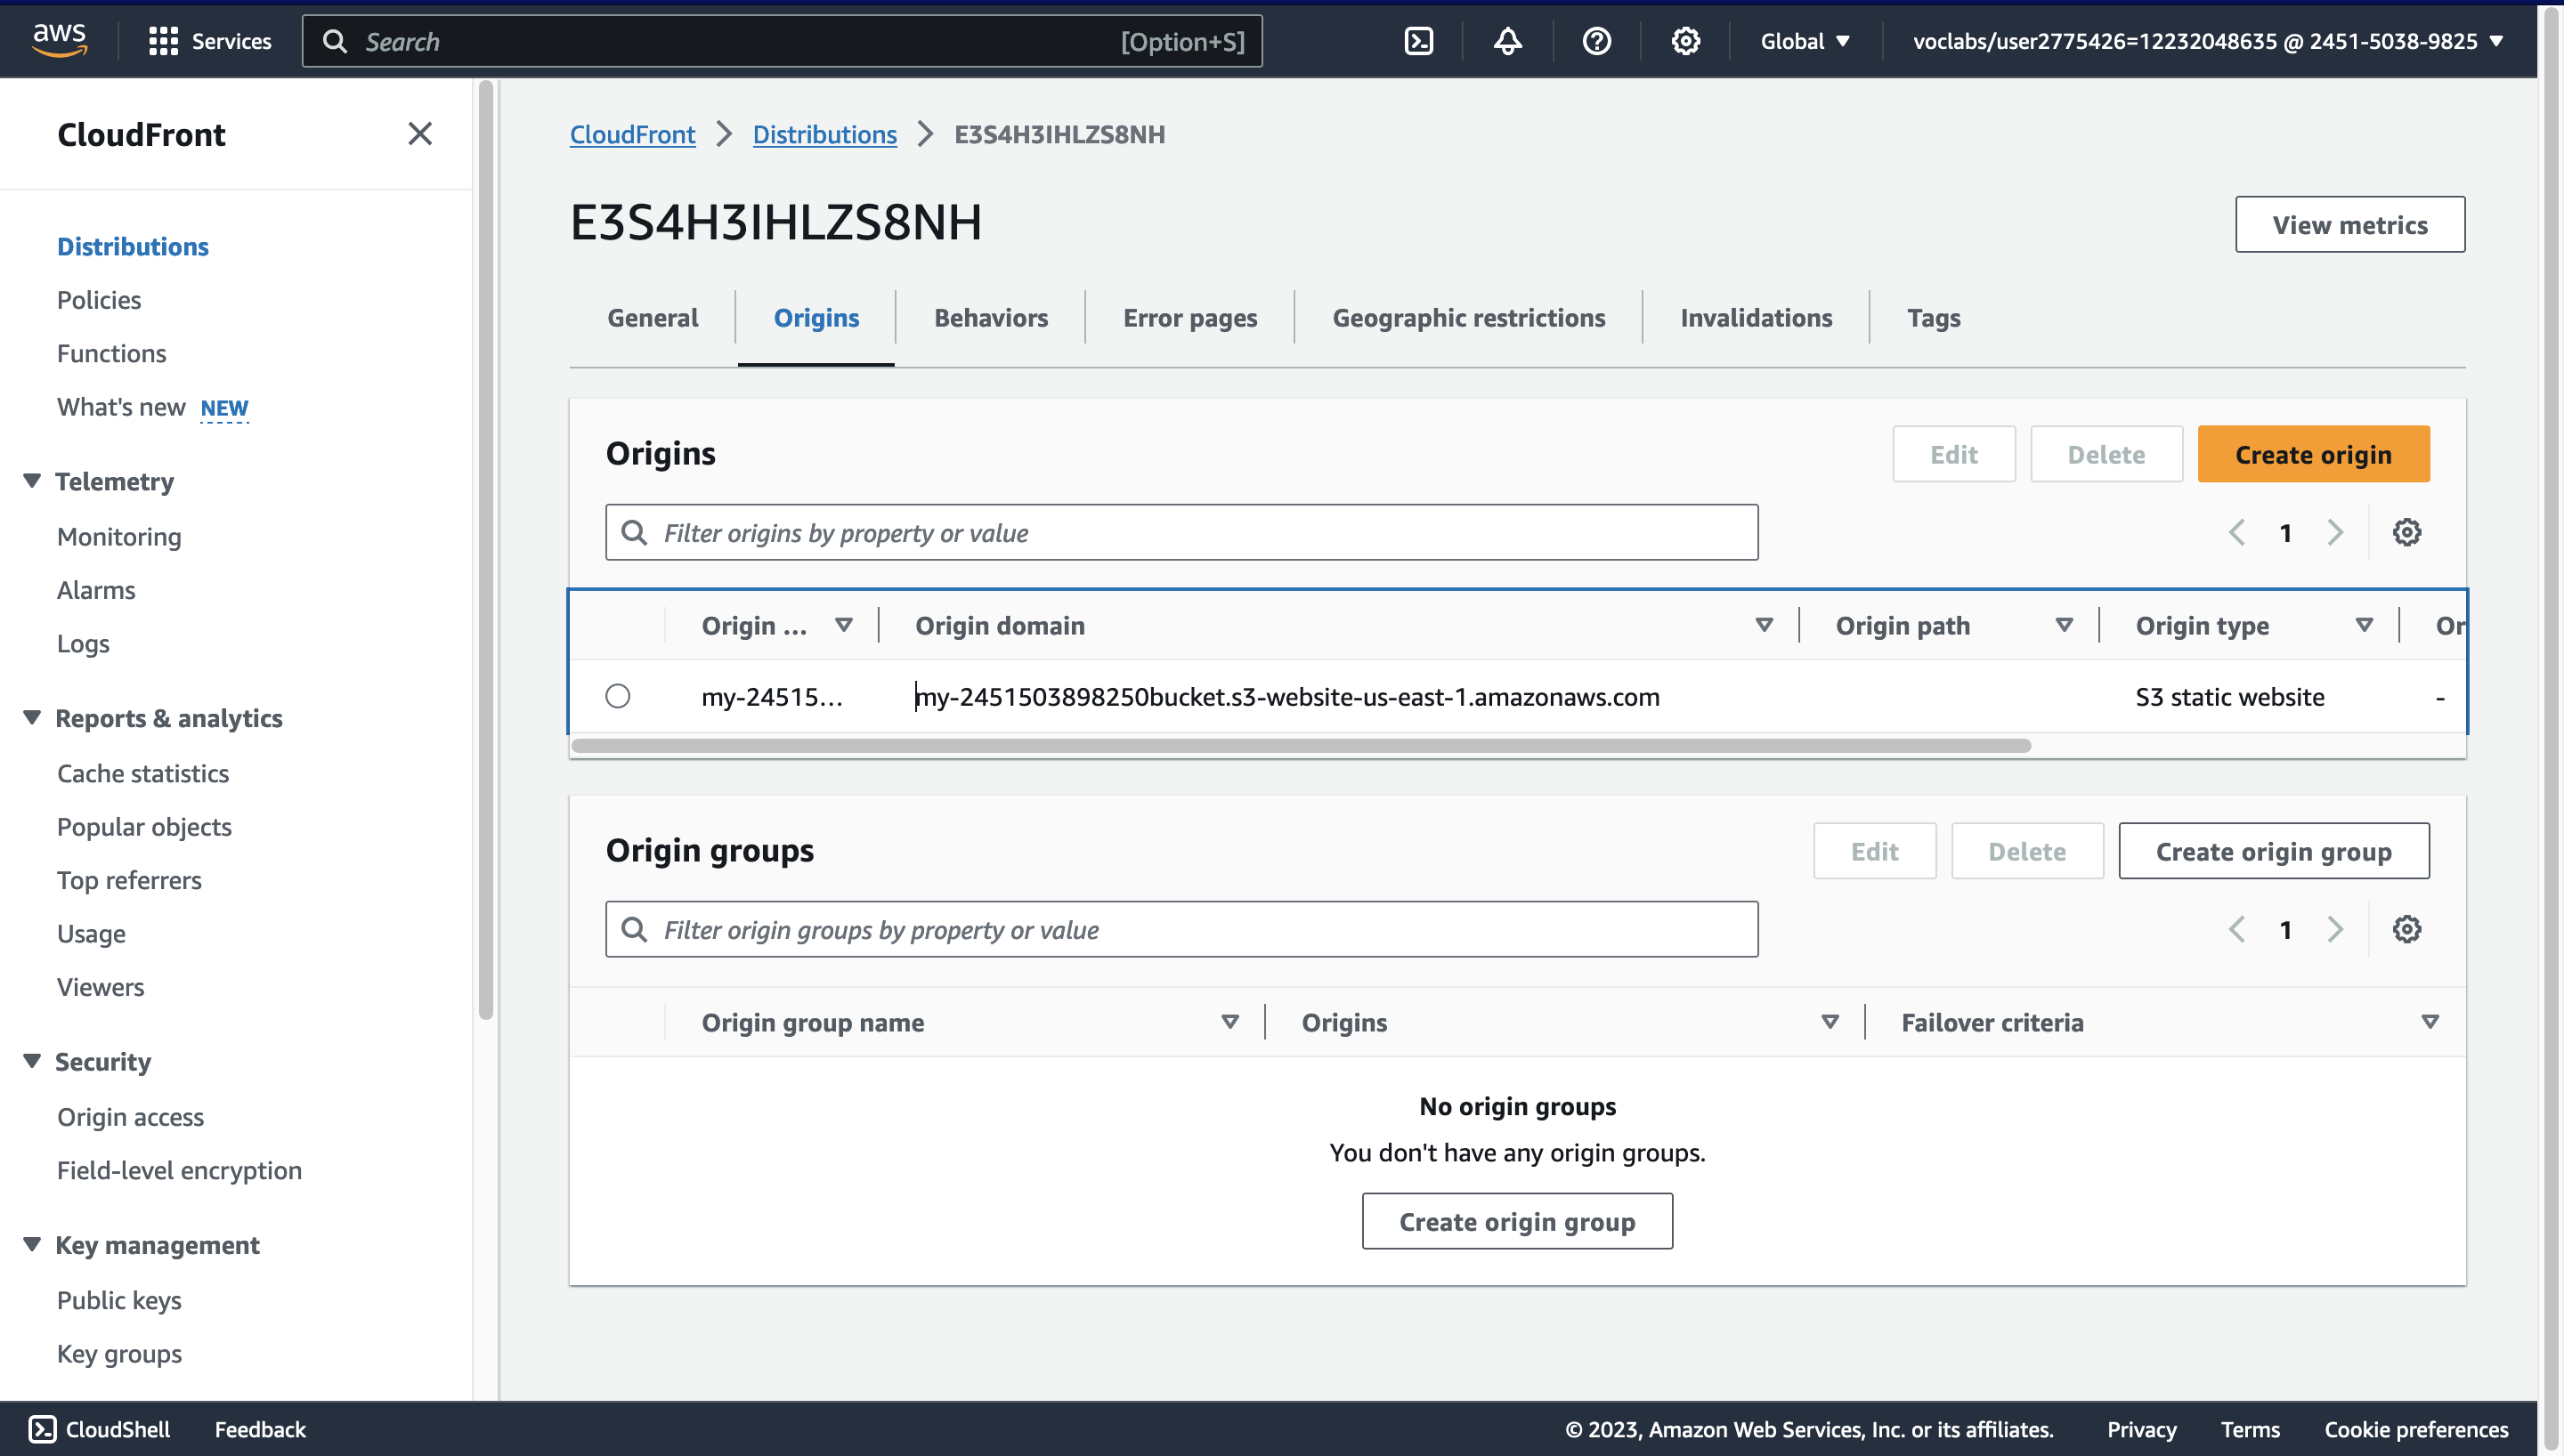 aws
Services
Search
[Option+S]
Global
voclabs/user2775426=12232048635 @ 2451-5038-9825
CloudFront
Distributions
Policies
Functions
What's new NEW
Telemetry
Monitoring
Alarms
Logs
Reports & analytics
Cache statistics
Popular objects
Top referrers
Usage
Viewers
Security
Origin access
Field-level encryption
Key management
Public keys
Key groups
CloudFront > Distributions > E3S4H3IHLZS8NH
E3S4H3IHLZS8NH
View metrics
General
Origins
Behaviors
Error pages
Geographic restrictions
Invalidations
Tags
Origins
Edit
Delete
Create origin
Filter origins by property or value
1
Origin ...
Origin domain
Origin path
Origin type
Or
my-24515...
my-2451503898250bucket.s3-website-us-east-1.amazonaws.com
S3 static website
-
Origin groups
Edit
Delete
Create origin group
Filter origin groups by property or value
1
Origin group name
Origins
Failover criteria
No origin groups
You don't have any origin groups.
Create origin group
CloudShell
Feedback
© 2023, Amazon Web Services, Inc. or its affiliates.
Privacy
Terms
Cookie preferences